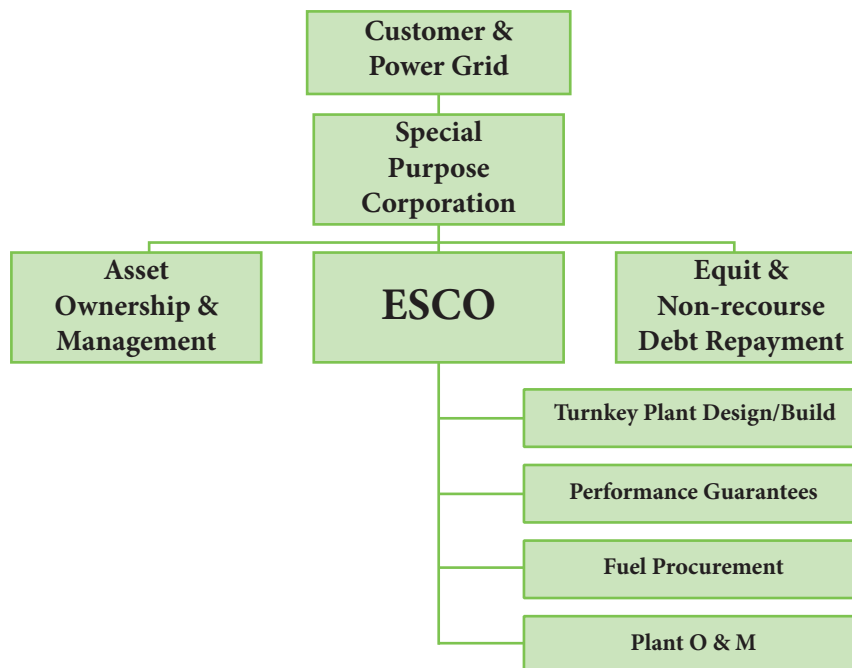 Customer &
Power Grid
Special
Purpose
Corporation
Asset
Ownership &
Management
ESCO
Equit &
Non-recourse
Debt Repayment
Turnkey Plant Design/Build
Performance Guarantees
Fuel Procurement
Plant O & M